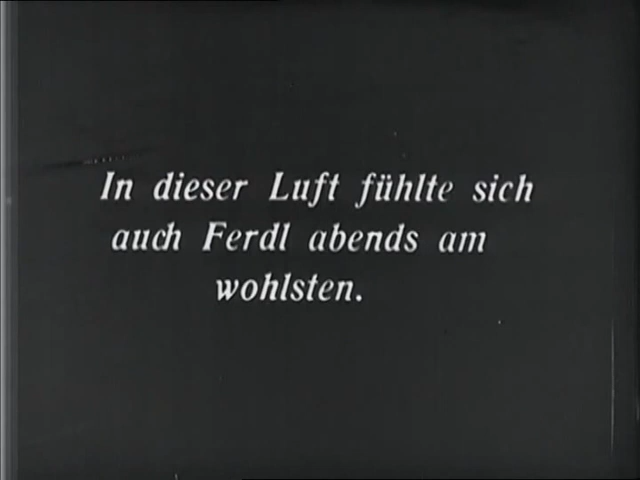 In dieser Luft fühlte sich
auch Ferdl abends am
wohlsten.